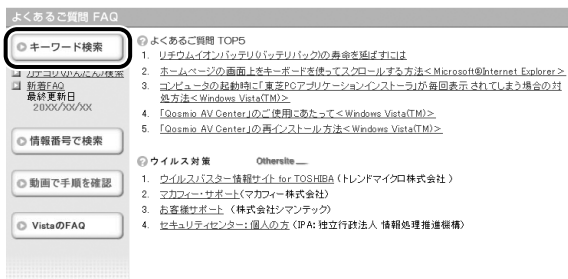 よくあるご質問 FAQ
キーワード検索
カテゴリ(かんたん)検索
新着FAQ
最終更新日
20XX/XX/XX
情報番号で検索
動画で手順を確認
VistaのFAQ
よくあるご質問 TOP5
1. リチウムイオンバッテリ(バッテリパック)の寿命を延ばすには
2. ホームページの画面上をキーボードを使ってスクロールする方法<Microsoft®Internet Explorer>
3. コンピュータの起動時に「東芝PCアプリケーションインストーラ」が毎回表示されてしまう場合の対
処方法<Windows Vista(TM)>
4. 「Qosmio AV Center」のご使用にあたって<Windows Vista(TM)>
5. 「Qosmio AV Center」の再インストール方法<Windows Vista(TM)>
ウイルス対策 Othersite
1. ウイルスバスター情報サイト for TOSHIBA (トレンドマイクロ株式会社)
2. マカフィー・サポート(マカフィー株式会社)
3. お客様サポート (株式会社シマンテック)
4. セキュリティセンター:個人の方 (IPA:独立行政法人 情報処理推進機構)